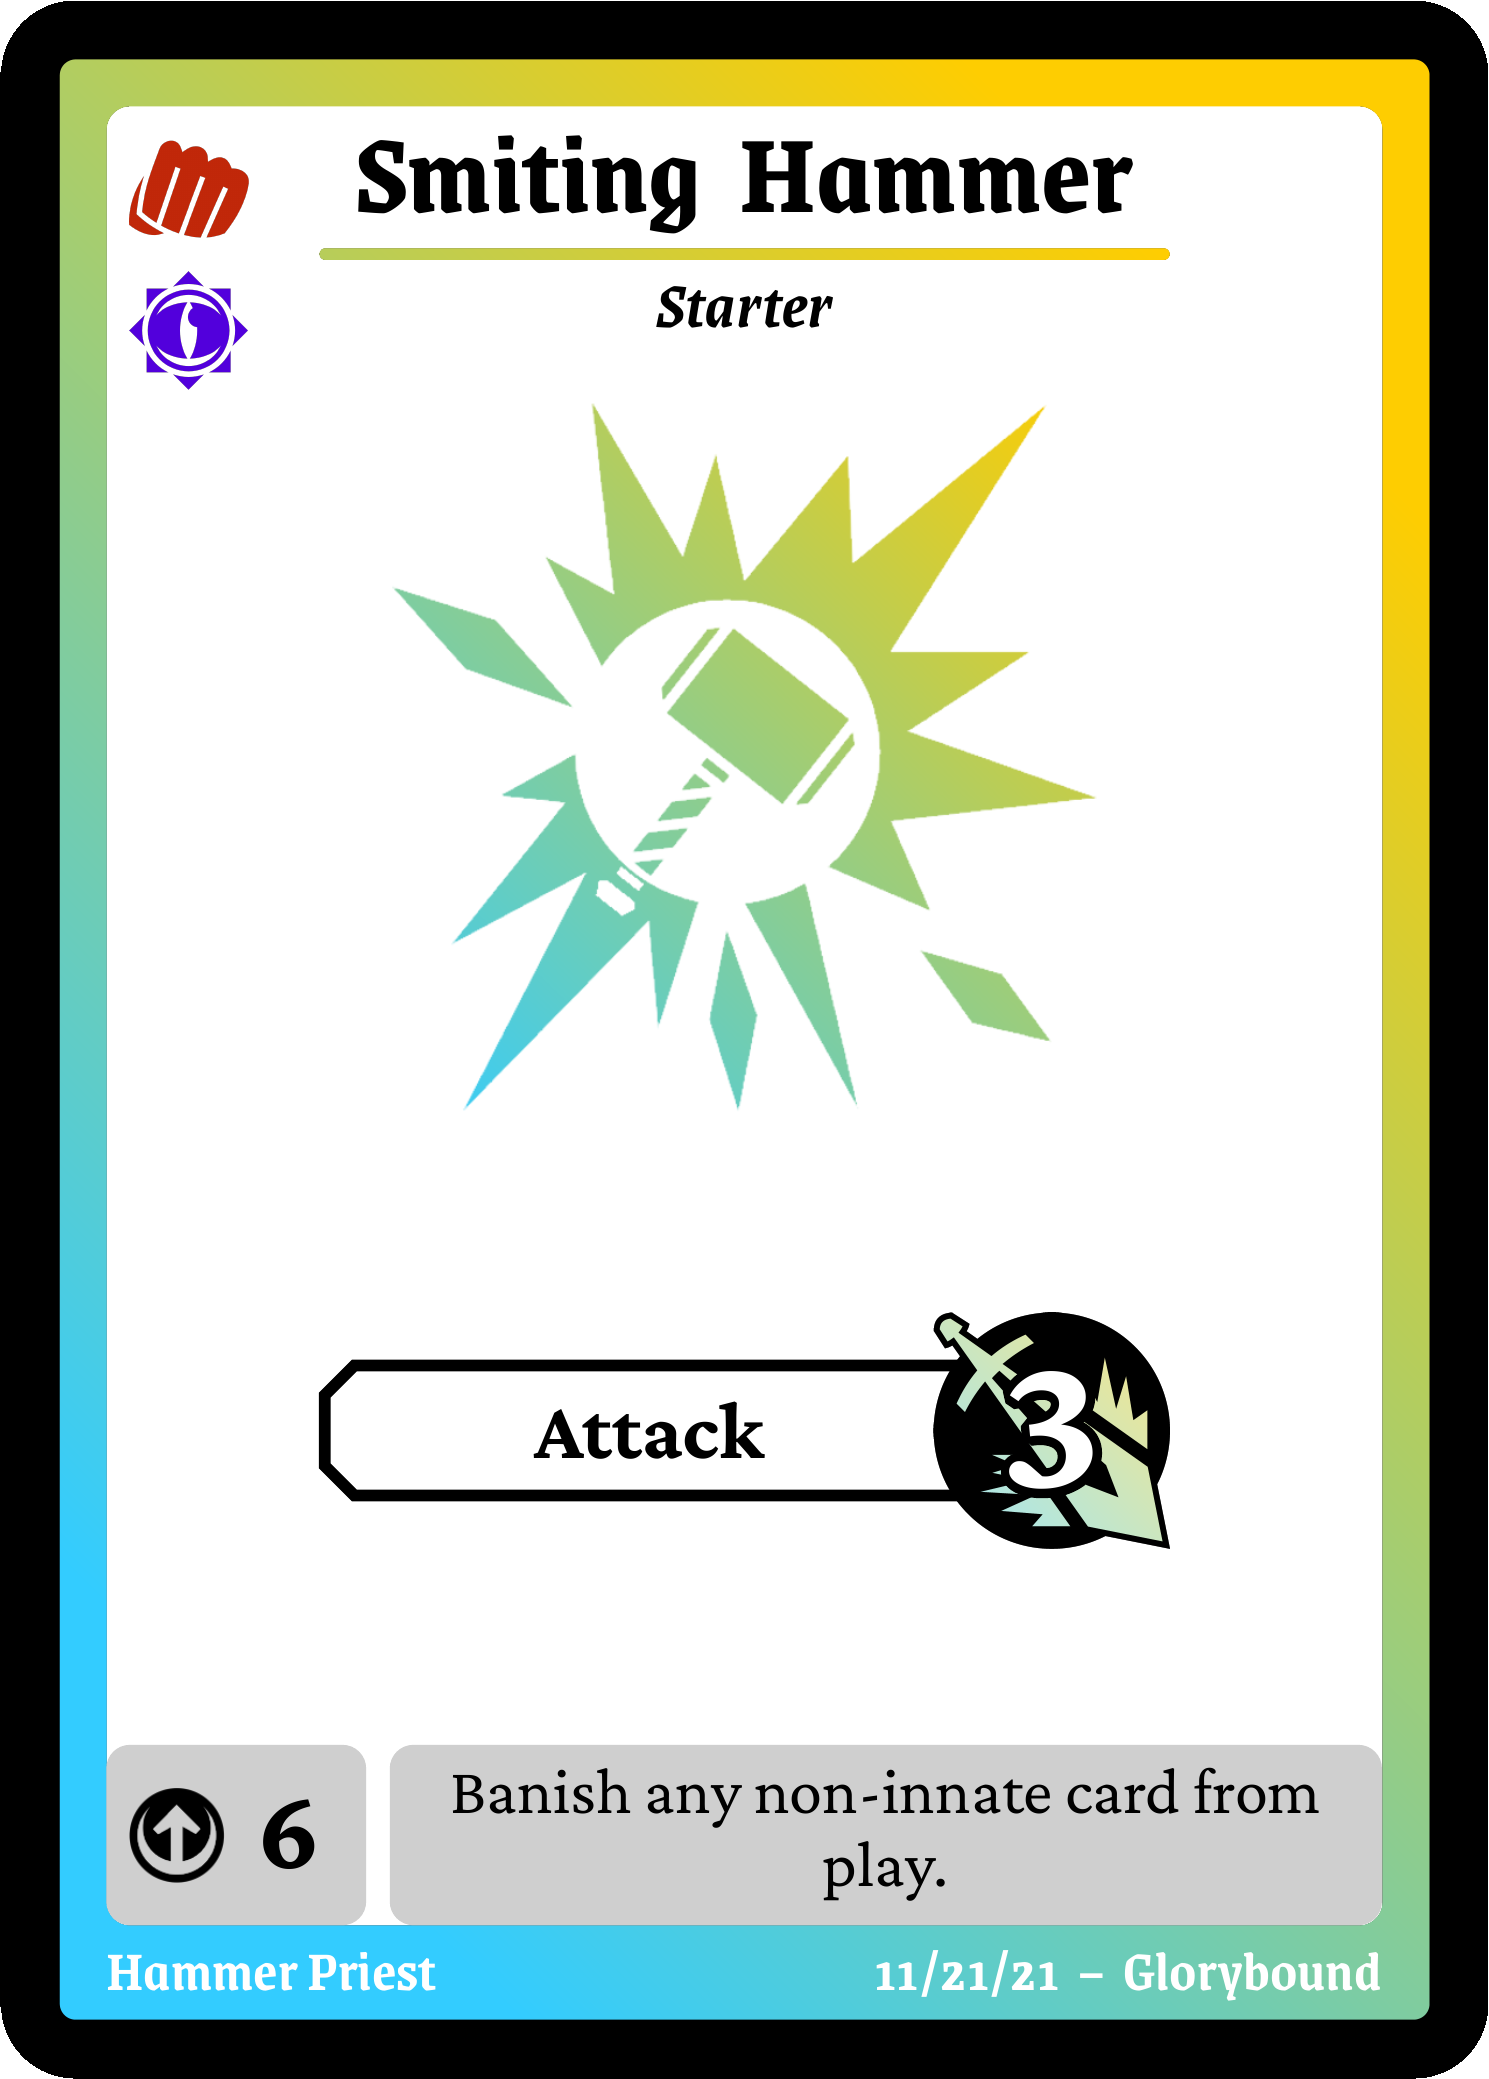 Smiting Hammer
Starter
Attack
3
6
Banish any non-innate card from
play.
Hammer Priest
11/21/21 – Glorybound